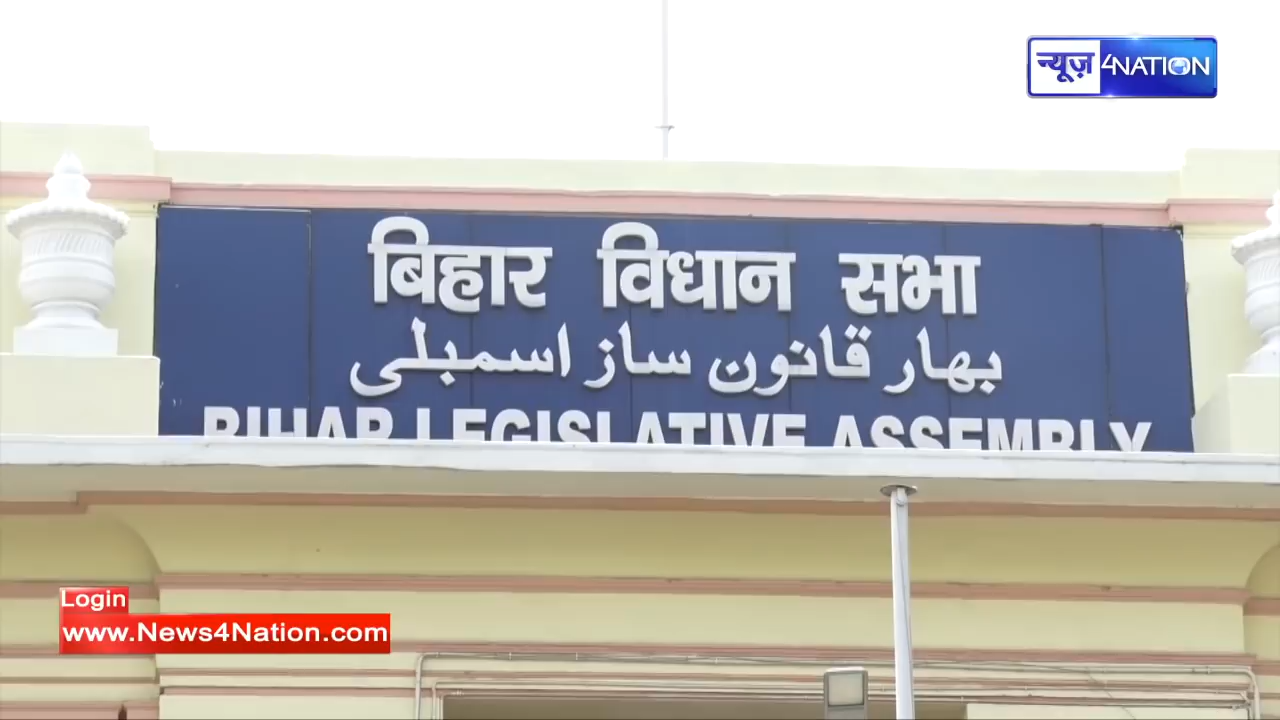 न्यूज़ 4NATION
बिहार विधान सभा
بہار قانون ساز اسمبلی
BIHAR LEGISLATIVE ASSEMBLY
Login
www.News4Nation.com